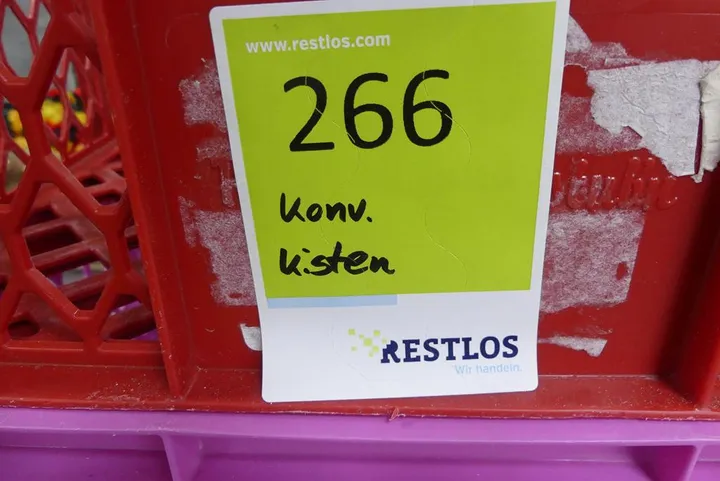 www.restlos.com
266
Konv.
Kisten
RESTLOS
Wir handeln.